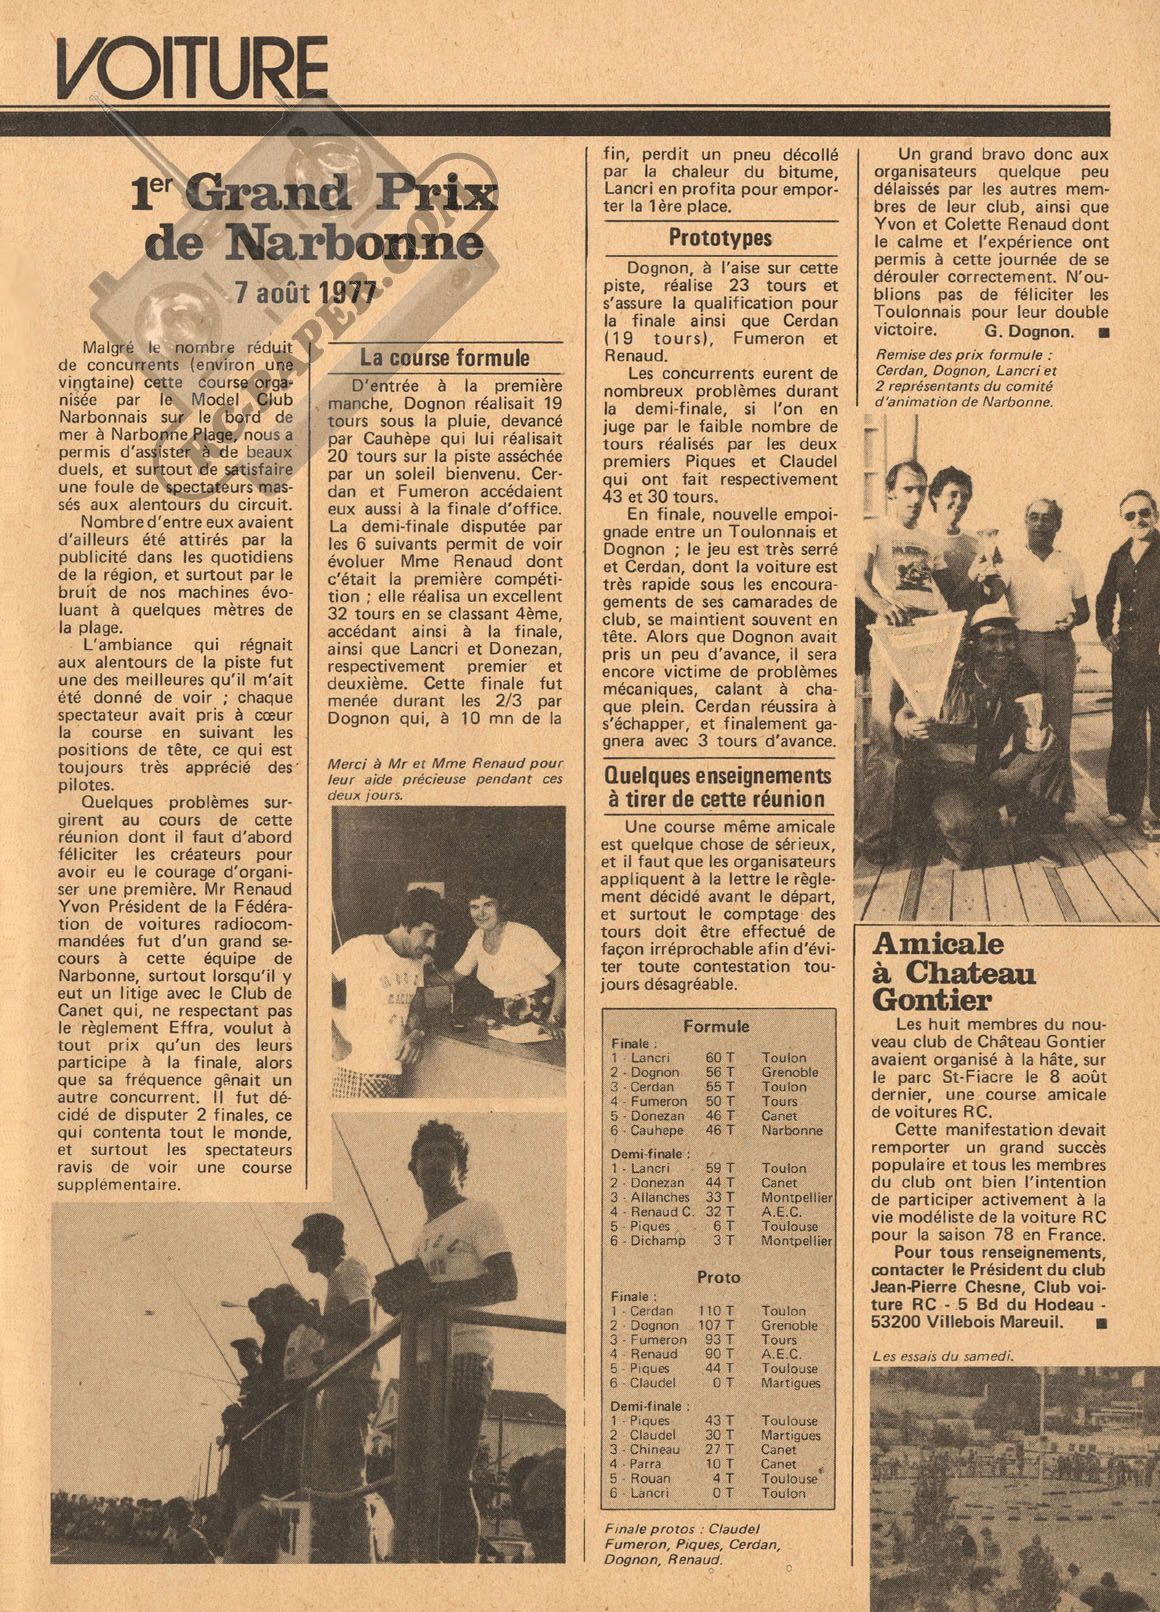 VOITURE
1er Grand Prix
de Narbonne
7 août 1977
Malgré le nombre réduit
de concurrents (environ une
vingtaine) cette course orga-
nisée par le Model Club
Narbonnais sur le bord de
mer à Narbonne Plage, nous a
permis d'assister à de beaux
duels, et surtout de satisfaire
une foule de spectateurs mas-
sés aux alentours du circuit.
Nombre d'entre eux avaient
d'ailleurs été attirés par la
publicité dans les quotidiens
de la région, et surtout par le
bruit de nos machines évo-
luant à quelques mètres de
la plage.
L'ambiance qui régnait
aux alentours de la piste fut
une des meilleures qu'il m'ait
été donné de voir ; chaque
spectateur avait pris à cœur
la course en suivant les
positions de tête, ce qui est
toujours très apprécié des
pilotes.
Quelques problèmes sur-
girent au cours de cette
réunion dont il faut d'abord
féliciter les créateurs pour
avoir eu le courage d'organi-
ser une première. Mr Renaud
Yvon Président de la Fédéra-
tion de voitures radiocom-
mandées fut d'un grand se-
cours à cette équipe de
Narbonne, surtout lorsqu'il y
eut un litige avec le Club de
Canet qui, ne respectant pas
le règlement Effra, voulut à
tout prix qu'un des leurs
participe à la finale, alors
que sa fréquence gênait un
autre concurrent. Il fut dé-
cidé de disputer 2 finales, ce
qui contenta tout le monde,
et surtout les spectateurs
ravis de voir une course
supplémentaire.
La course formule
D'entrée à la première
manche, Dognon réalisait 19
tours sous la pluie, devancé
par Cauhèpe qui lui réalisait
20 tours sur la piste asséchée
par un soleil bienvenu. Cer-
dan et Fumeron accédaient
eux aussi à la finale d'office.
La demi-finale disputée par
les 6 suivants permit de voir
évoluer Mme Renaud dont
c'était la première compéti-
tion ; elle réalisa un excellent
32 tours en se classant 4ème,
accédant ainsi à la finale,
ainsi que Lancri et Donezan,
respectivement premier et
deuxième. Cette finale fut
menée durant les 2/3 par
Dognon qui, à 10 mn de la
Merci à Mr et Mme Renaud pour
leur aide précieuse pendant ces
deux jours.
fin, perdit un pneu décollé
par la chaleur du bitume,
Lancri en profita pour empor-
ter la 1ère place.
Prototypes
Dognon, à l'aise sur cette
piste, réalise 23 tours et
s'assure la qualification pour
la finale ainsi que Cerdan
(19 tours), Fumeron et
Renaud.
Les concurrents eurent de
nombreux problèmes durant
la demi-finale, si l'on en
juge par le faible nombre de
tours réalisés par les deux
premiers Piques et Claudel
qui ont fait respectivement
43 et 30 tours.
En finale, nouvelle empoi-
gnade entre un Toulonnais et
Dognon ; le jeu est très serré
et Cerdan, dont la voiture est
très rapide sous les encoura-
gements de ses camarades de
club, se maintient souvent en
tête. Alors que Dognon avait
pris un peu d'avance, il sera
encore victime de problèmes
mécaniques, calant à cha-
que plein. Cerdan réussira à
s'échapper, et finalement ga-
gnera avec 3 tours d'avance.
Quelques enseignements
à tirer de cette réunion
Une course même amicale
est quelque chose de sérieux,
et il faut que les organisateurs
appliquent à la lettre le règle-
ment décidé avant le départ,
et surtout le comptage des
tours doit être effectué de
façon irréprochable afin d'évi-
ter toute contestation tou-
jours désagréable.
Formule
Finale :
1 - Lancri 60 T Toulon
2 - Dognon 56 T Grenoble
3 - Cerdan 55 T Toulon
4 - Fumeron 50 T Tours
5 - Donezan 46 T Canet
6 - Cauhepe 46 T Narbonne
Demi-finale :
1 - Lancri 59 T Toulon
2 - Donezan 44 T Canet
3 - Allanches 33 T Montpellier
4 - Renaud C. 32 T A.E.C.
5 - Piques 6 T Toulouse
6 - Dichamp 3 T Montpellier
Proto
Finale :
1 - Cerdan 110 T Toulon
2 - Dognon 107 T Grenoble
3 - Fumeron 93 T Tours
4 - Renaud 90 T A.E.C.
5 - Piques 44 T Toulouse
6 - Claudel 0 T Martigues
Demi-finale :
1 - Piques 43 T Toulouse
2 - Claudel 30 T Martigues
3 - Chineau 27 T Canet
4 - Parra 10 T Canet
5 - Rouan 4 T Toulouse
6 - Lancri 0 T Toulon
Finale protos : Claudel
Fumeron, Piques, Cerdan,
Dognon, Renaud.
Un grand bravo donc aux
organisateurs quelque peu
délaissés par les autres mem-
bres de leur club, ainsi que
Yvon et Colette Renaud dont
le calme et l'expérience ont
permis à cette journée de se
dérouler correctement. N'ou-
blions pas de féliciter les
Toulonnais pour leur double
victoire. G. Dognon. ■
Remise des prix formule :
Cerdan, Dognon, Lancri et
2 représentants du comité
d'animation de Narbonne.
Amicale
à Chateau
Gontier
Les huit membres du nou-
veau club de Château Gontier
avaient organisé à la hâte, sur
le parc St-Fiacre le 8 août
dernier, une course amicale
de voitures RC.
Cette manifestation devait
remporter un grand succès
populaire et tous les membres
du club ont bien l'intention
de participer activement à la
vie modéliste de la voiture RC
pour la saison 78 en France.
Pour tous renseignements,
contacter le Président du club
Jean-Pierre Chesne, Club voi-
ture RC - 5 Bd du Hodeau -
53200 Villebois Mareuil. ■
Les essais du samedi.
RCPAPER.COM